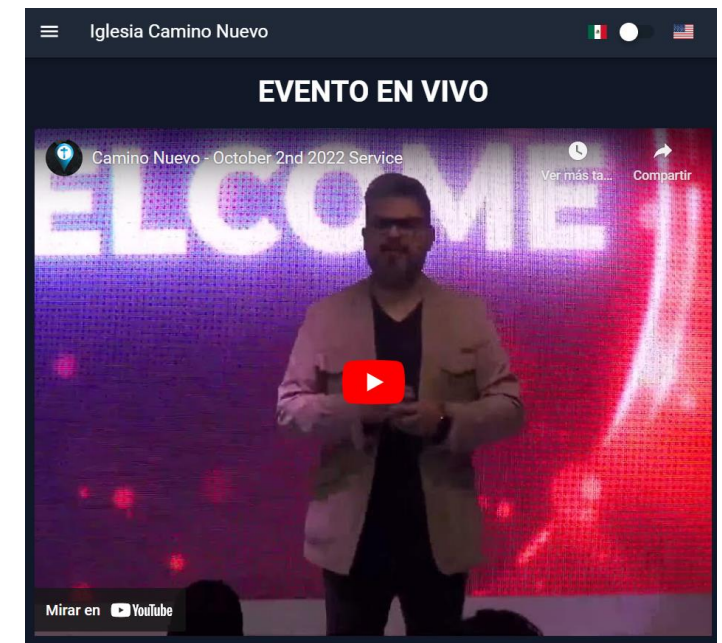 Iglesia Camino Nuevo
EVENTO EN VIVO
Camino Nuevo - October 2nd 2022 Service
Ver más ta...
Compartir
ELCOME
Mirar en YouTube